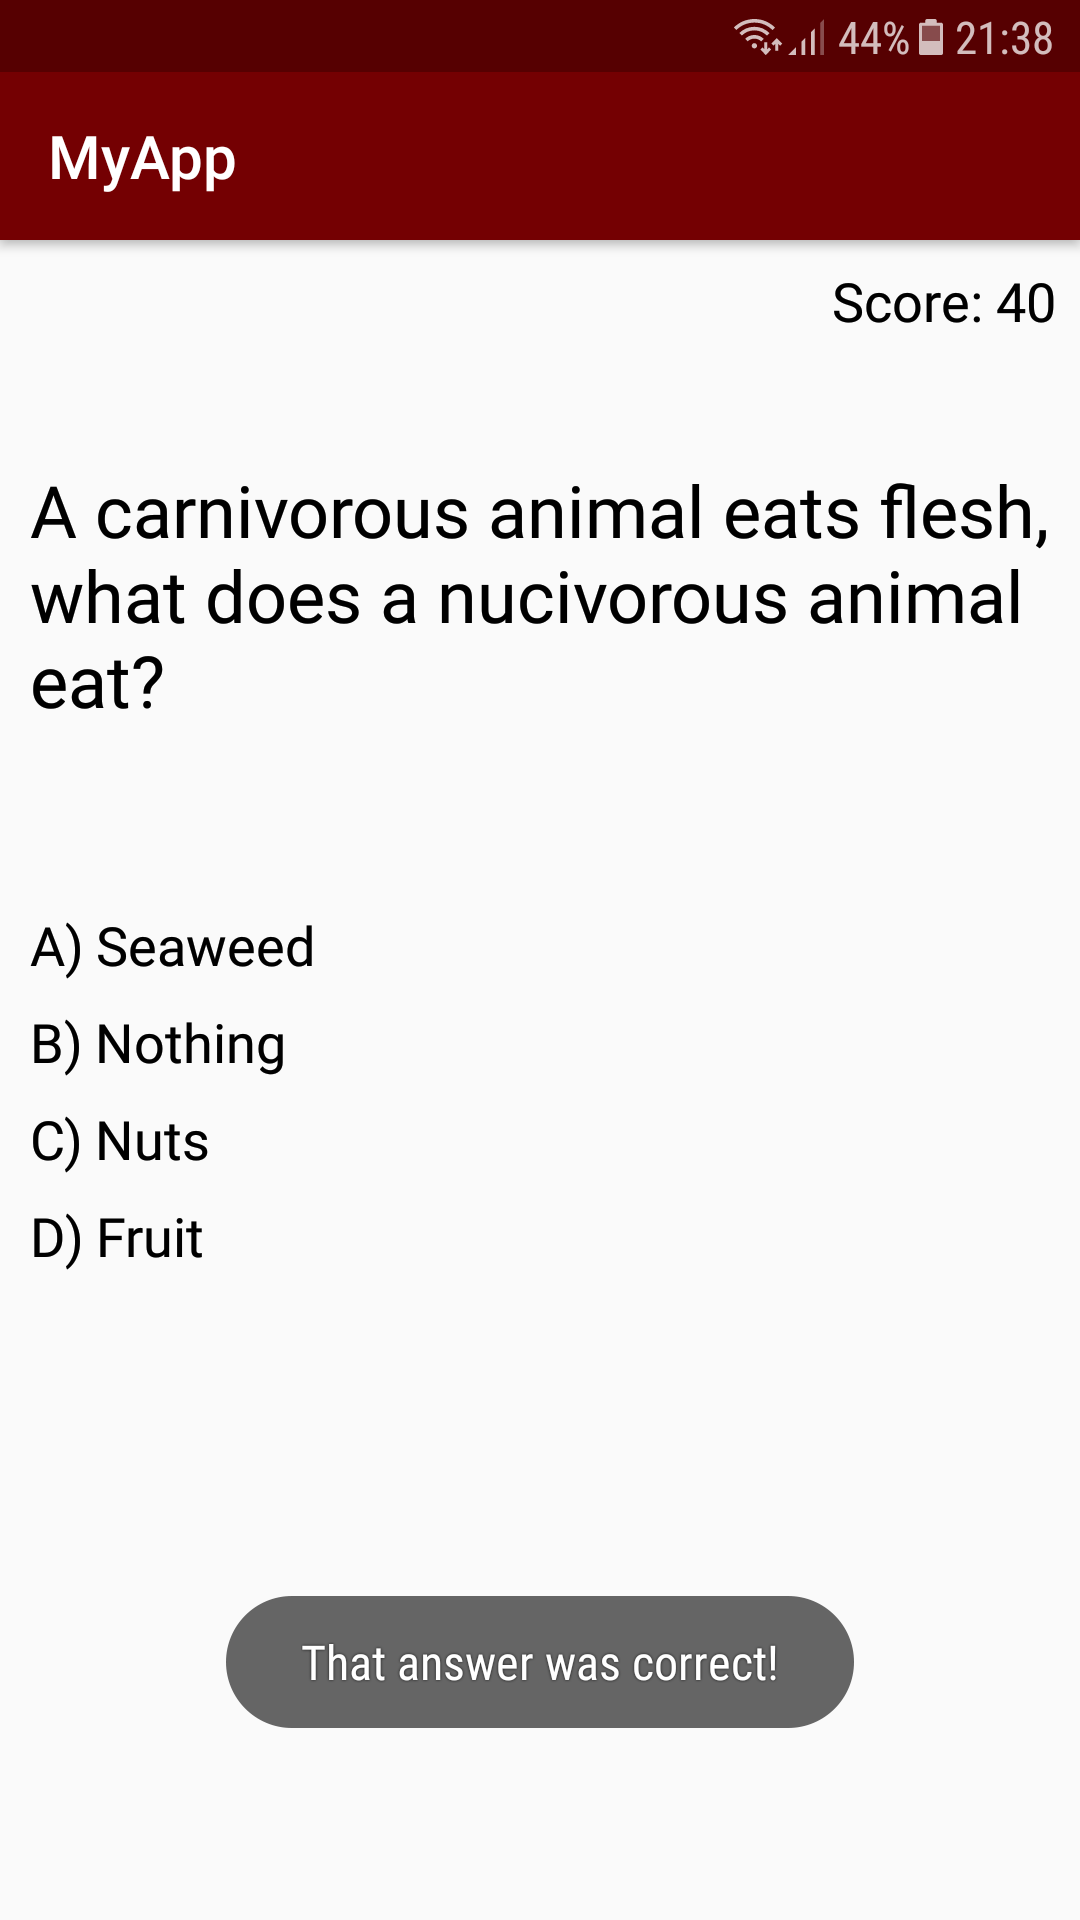 44% 21:38
MyApp
Score: 40
A carnivorous animal eats flesh,
what does a nucivorous animal
eat?
A) Seaweed
B) Nothing
C) Nuts
D) Fruit
That answer was correct!